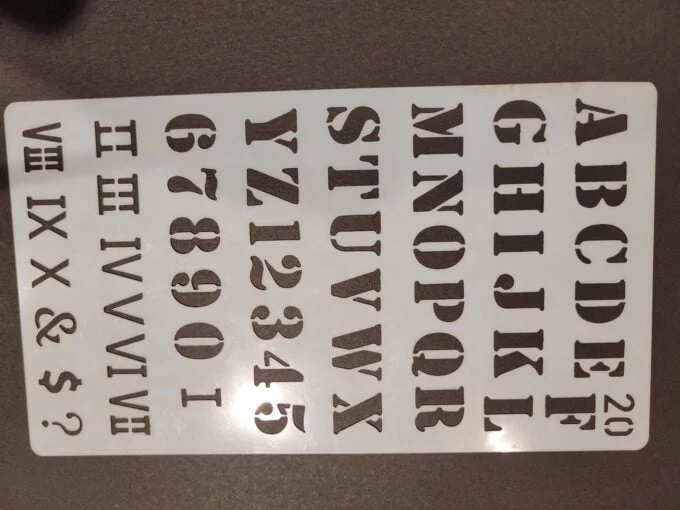 20
A B C D E F
G H I J K L
M N O P Q R
S T U V W X
Y Z 1 2 3 4 5
6 7 8 9 0 I
II III IV V VI VII
VIII IX X & $ ?